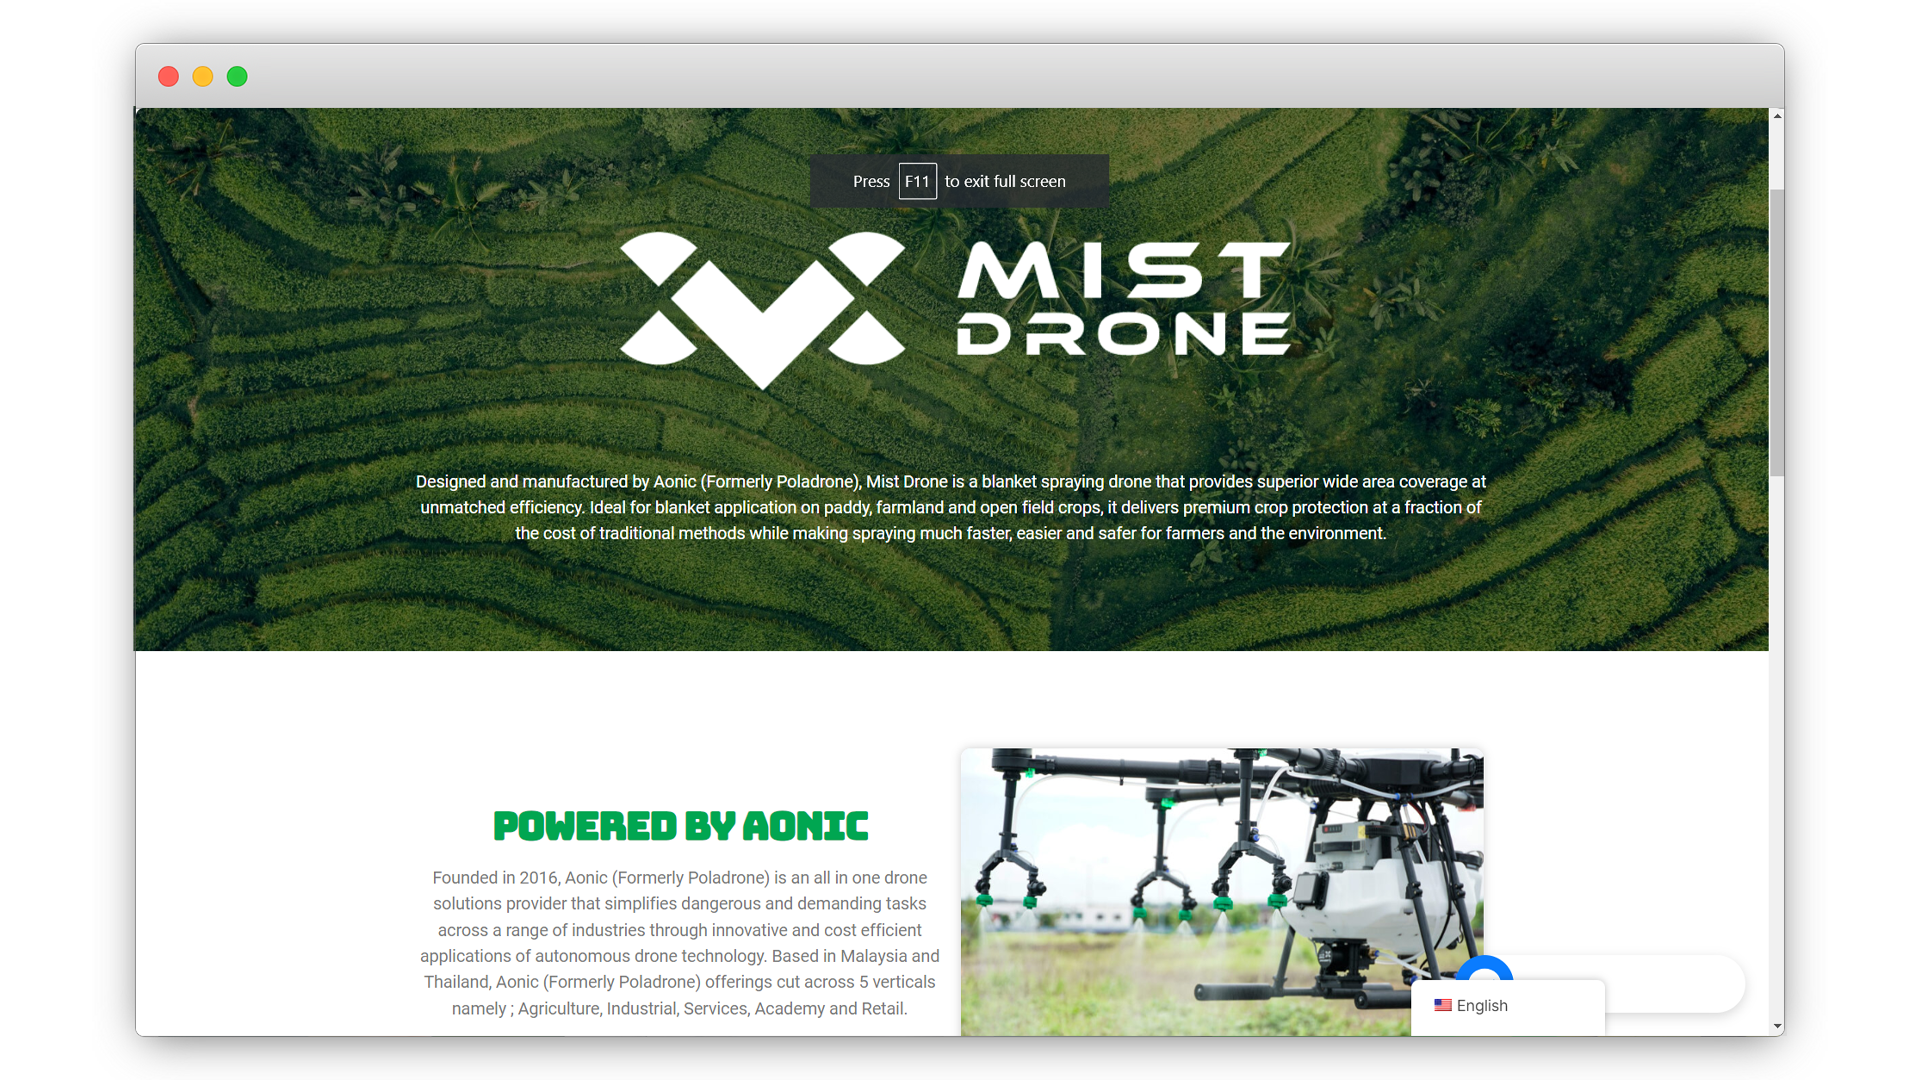 Press F11 to exit full screen
MIST
DRONE
Designed and manufactured by Aonic (Formerly Poladrone), Mist Drone is a blanket spraying drone that provides superior wide area coverage at
unmatched efficiency. Ideal for blanket application on paddy, farmland and open field crops, it delivers premium crop protection at a fraction of
the cost of traditional methods while making spraying much faster, easier and safer for farmers and the environment.
POWERED BY AONIC
Founded in 2016, Aonic (Formerly Poladrone) is an all in one drone
solutions provider that simplifies dangerous and demanding tasks
across a range of industries through innovative and cost efficient
applications of autonomous drone technology. Based in Malaysia and
Thailand, Aonic (Formerly Poladrone) offerings cut across 5 verticals
namely ; Agriculture, Industrial, Services, Academy and Retail.
English